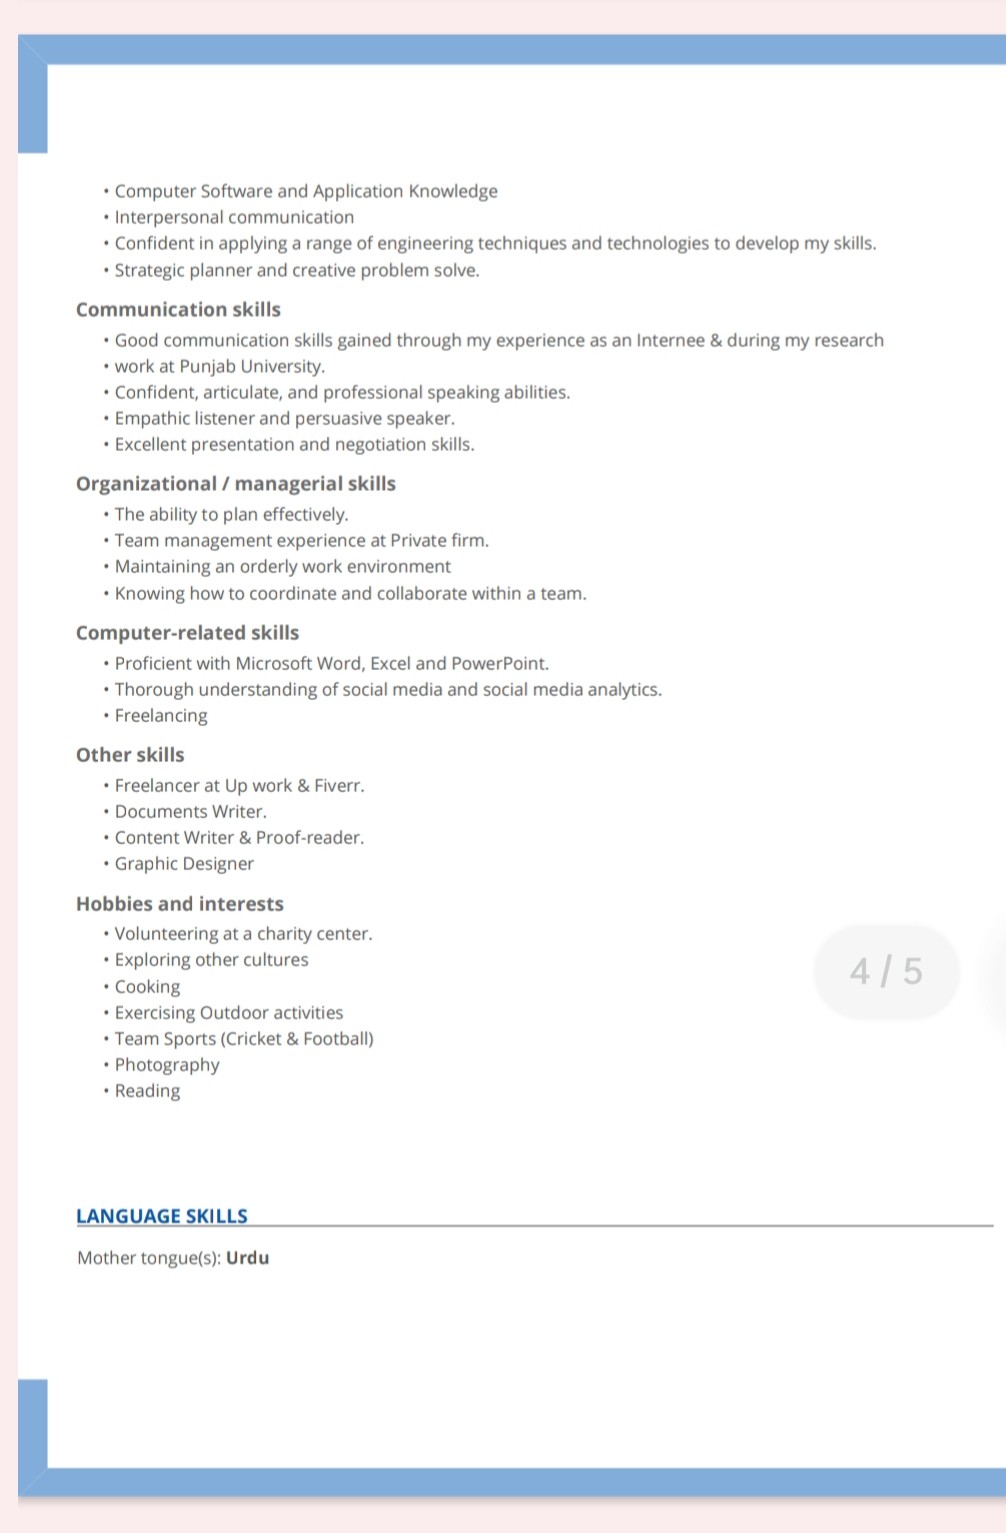 • Computer Software and Application Knowledge
• Interpersonal communication
• Confident in applying a range of engineering techniques and technologies to develop my skills.
• Strategic planner and creative problem solve.
Communication skills
• Good communication skills gained through my experience as an Internee & during my research
• work at Punjab University.
• Confident, articulate, and professional speaking abilities.
• Empathic listener and persuasive speaker.
• Excellent presentation and negotiation skills.
Organizational / managerial skills
• The ability to plan effectively.
• Team management experience at Private firm.
• Maintaining an orderly work environment
• Knowing how to coordinate and collaborate within a team.
Computer-related skills
• Proficient with Microsoft Word, Excel and PowerPoint.
• Thorough understanding of social media and social media analytics.
• Freelancing
Other skills
• Freelancer at Up work & Fiverr.
• Documents Writer.
• Content Writer & Proof-reader.
• Graphic Designer
Hobbies and interests
• Volunteering at a charity center.
• Exploring other cultures
• Cooking
• Exercising Outdoor activities
• Team Sports (Cricket & Football)
• Photography
• Reading
4 / 5
LANGUAGE SKILLS
Mother tongue(s): Urdu